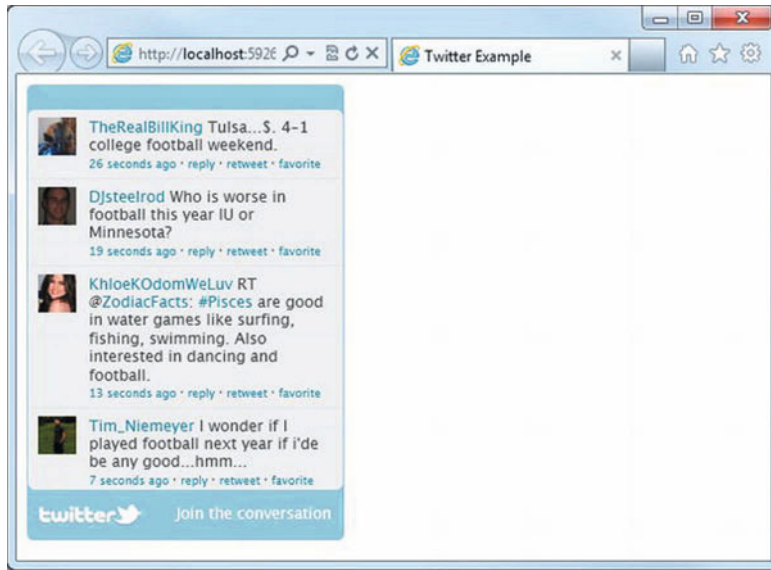 http://localhost:5926
Twitter Example
TheRealBillKing Tulsa...$. 4-1
college football weekend.
26 seconds ago · reply · retweet · favorite
DJsteelrod Who is worse in
football this year IU or
Minnesota?
19 seconds ago · reply · retweet · favorite
KhloeKOdomWeLuv RT
@ZodiacFacts: #Pisces are good
in water games like surfing,
fishing, swimming. Also
interested in dancing and
football.
13 seconds ago · reply · retweet · favorite
Tim_Niemeyer I wonder if I
played football next year if i'de
be any good...hmm...
7 seconds ago · reply · retweet · favorite
twitter
Join the conversation